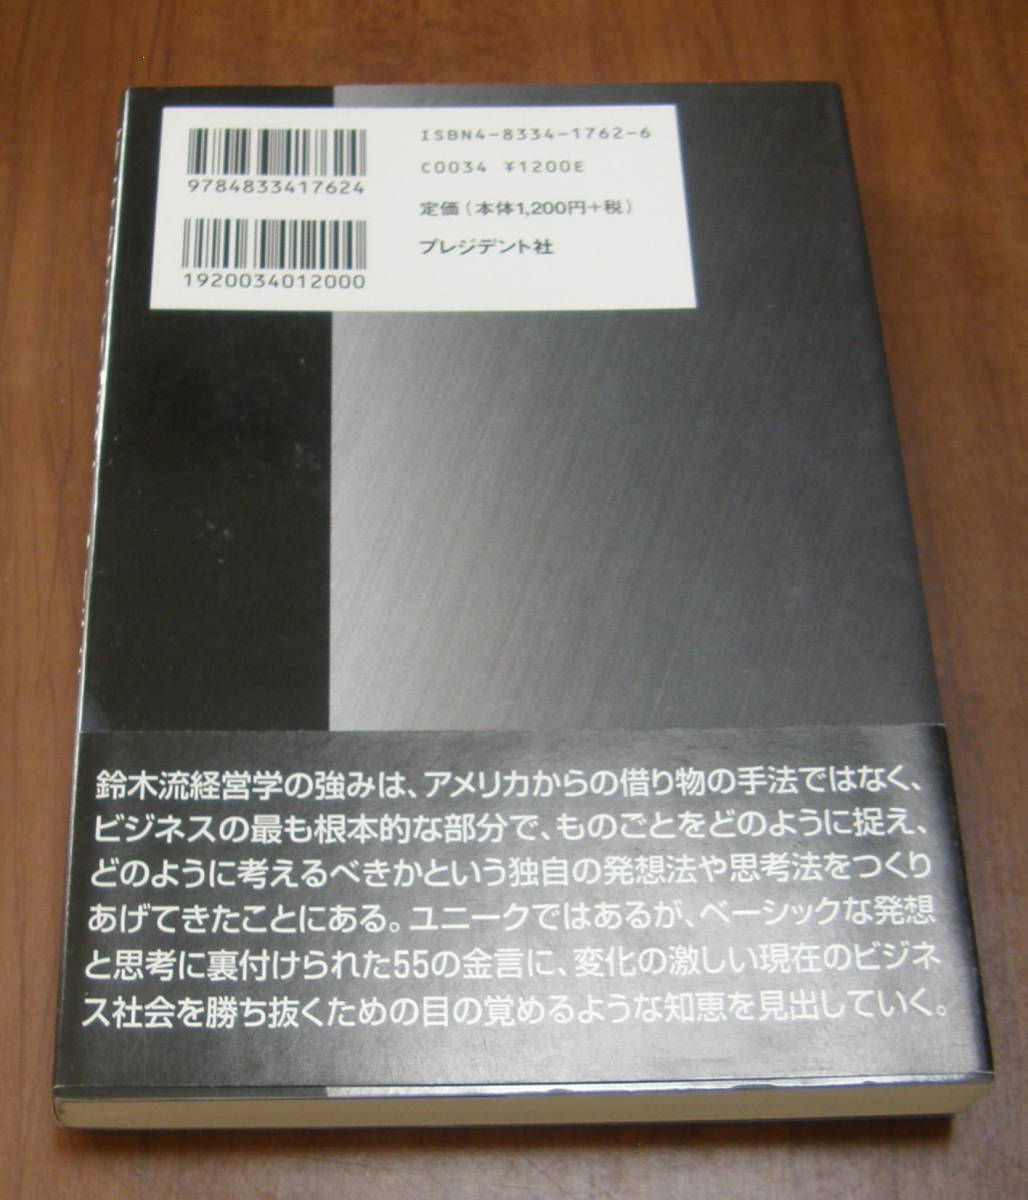 9784833417624
1920034012000
ISBN4-8334-1762-6
C0034 ¥1200E
定価(本体1,200円+税)
プレジデント社
鈴木流経営学の強みは、アメリカからの借り物の手法ではなく、
ビジネスの最も根本的な部分で、ものごとをどのように捉え、
どのように考えるべきかという独自の発想法や思考法をつくり
あげてきたことにある。ユニークではあるが、ベーシックな発想
と思考に裏付けられた55の金言に、変化の激しい現在のビジネ
ス社会を勝ち抜くための目の覚めるような知恵を見出していく。